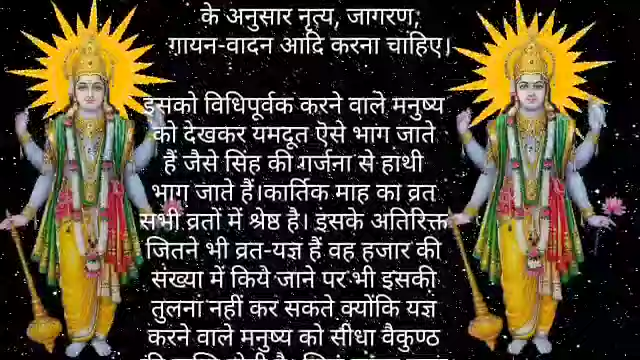 के अनुसार नृत्य, जागरण,
गायन-वादन आदि करना चाहिए।
इसको विधिपूर्वक करने वाले मनुष्य
को देखकर यमदूत ऐसे भाग जाते
हैं जैसे सिंह की गर्जना से हाथी
भाग जाते हैं।कार्तिक माह का व्रत
सभी व्रतों में श्रेष्ठ है। इसके अतिरिक्त
जितने भी व्रत-यज्ञ हैं वह हजार की
संख्या में किये जाने पर भी इसकी
तुलना नहीं कर सकते क्योंकि यज्ञ
करने वाले मनुष्य को सीधा वैकुण्ठ